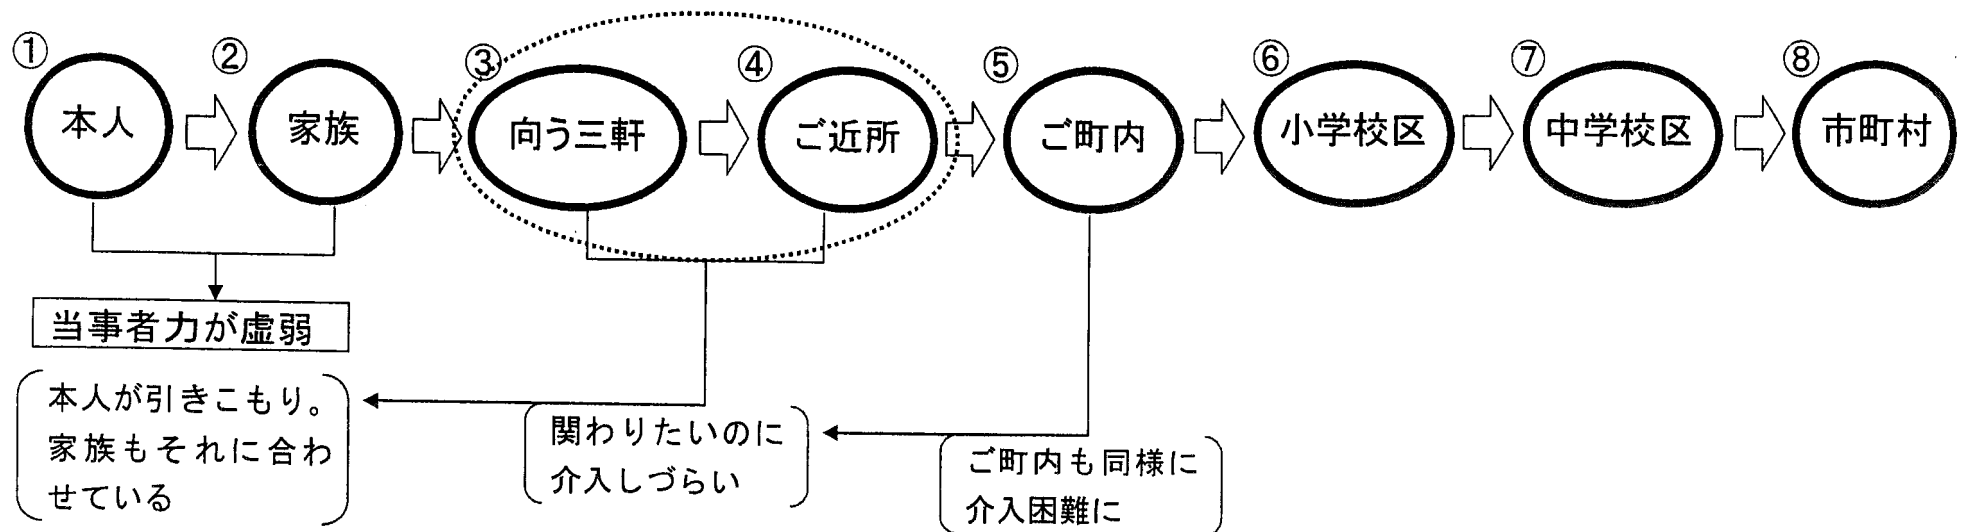 ①
本人
②
家族
③
向う三軒
④
ご近所
⑤
ご町内
⑥
小学校区
⑦
中学校区
⑧
市町村
当事者力が虚弱
本人が引きこもり。
家族もそれに合わ
せている
関わりたいのに
介入しづらい
ご町内も同様に
介入困難に